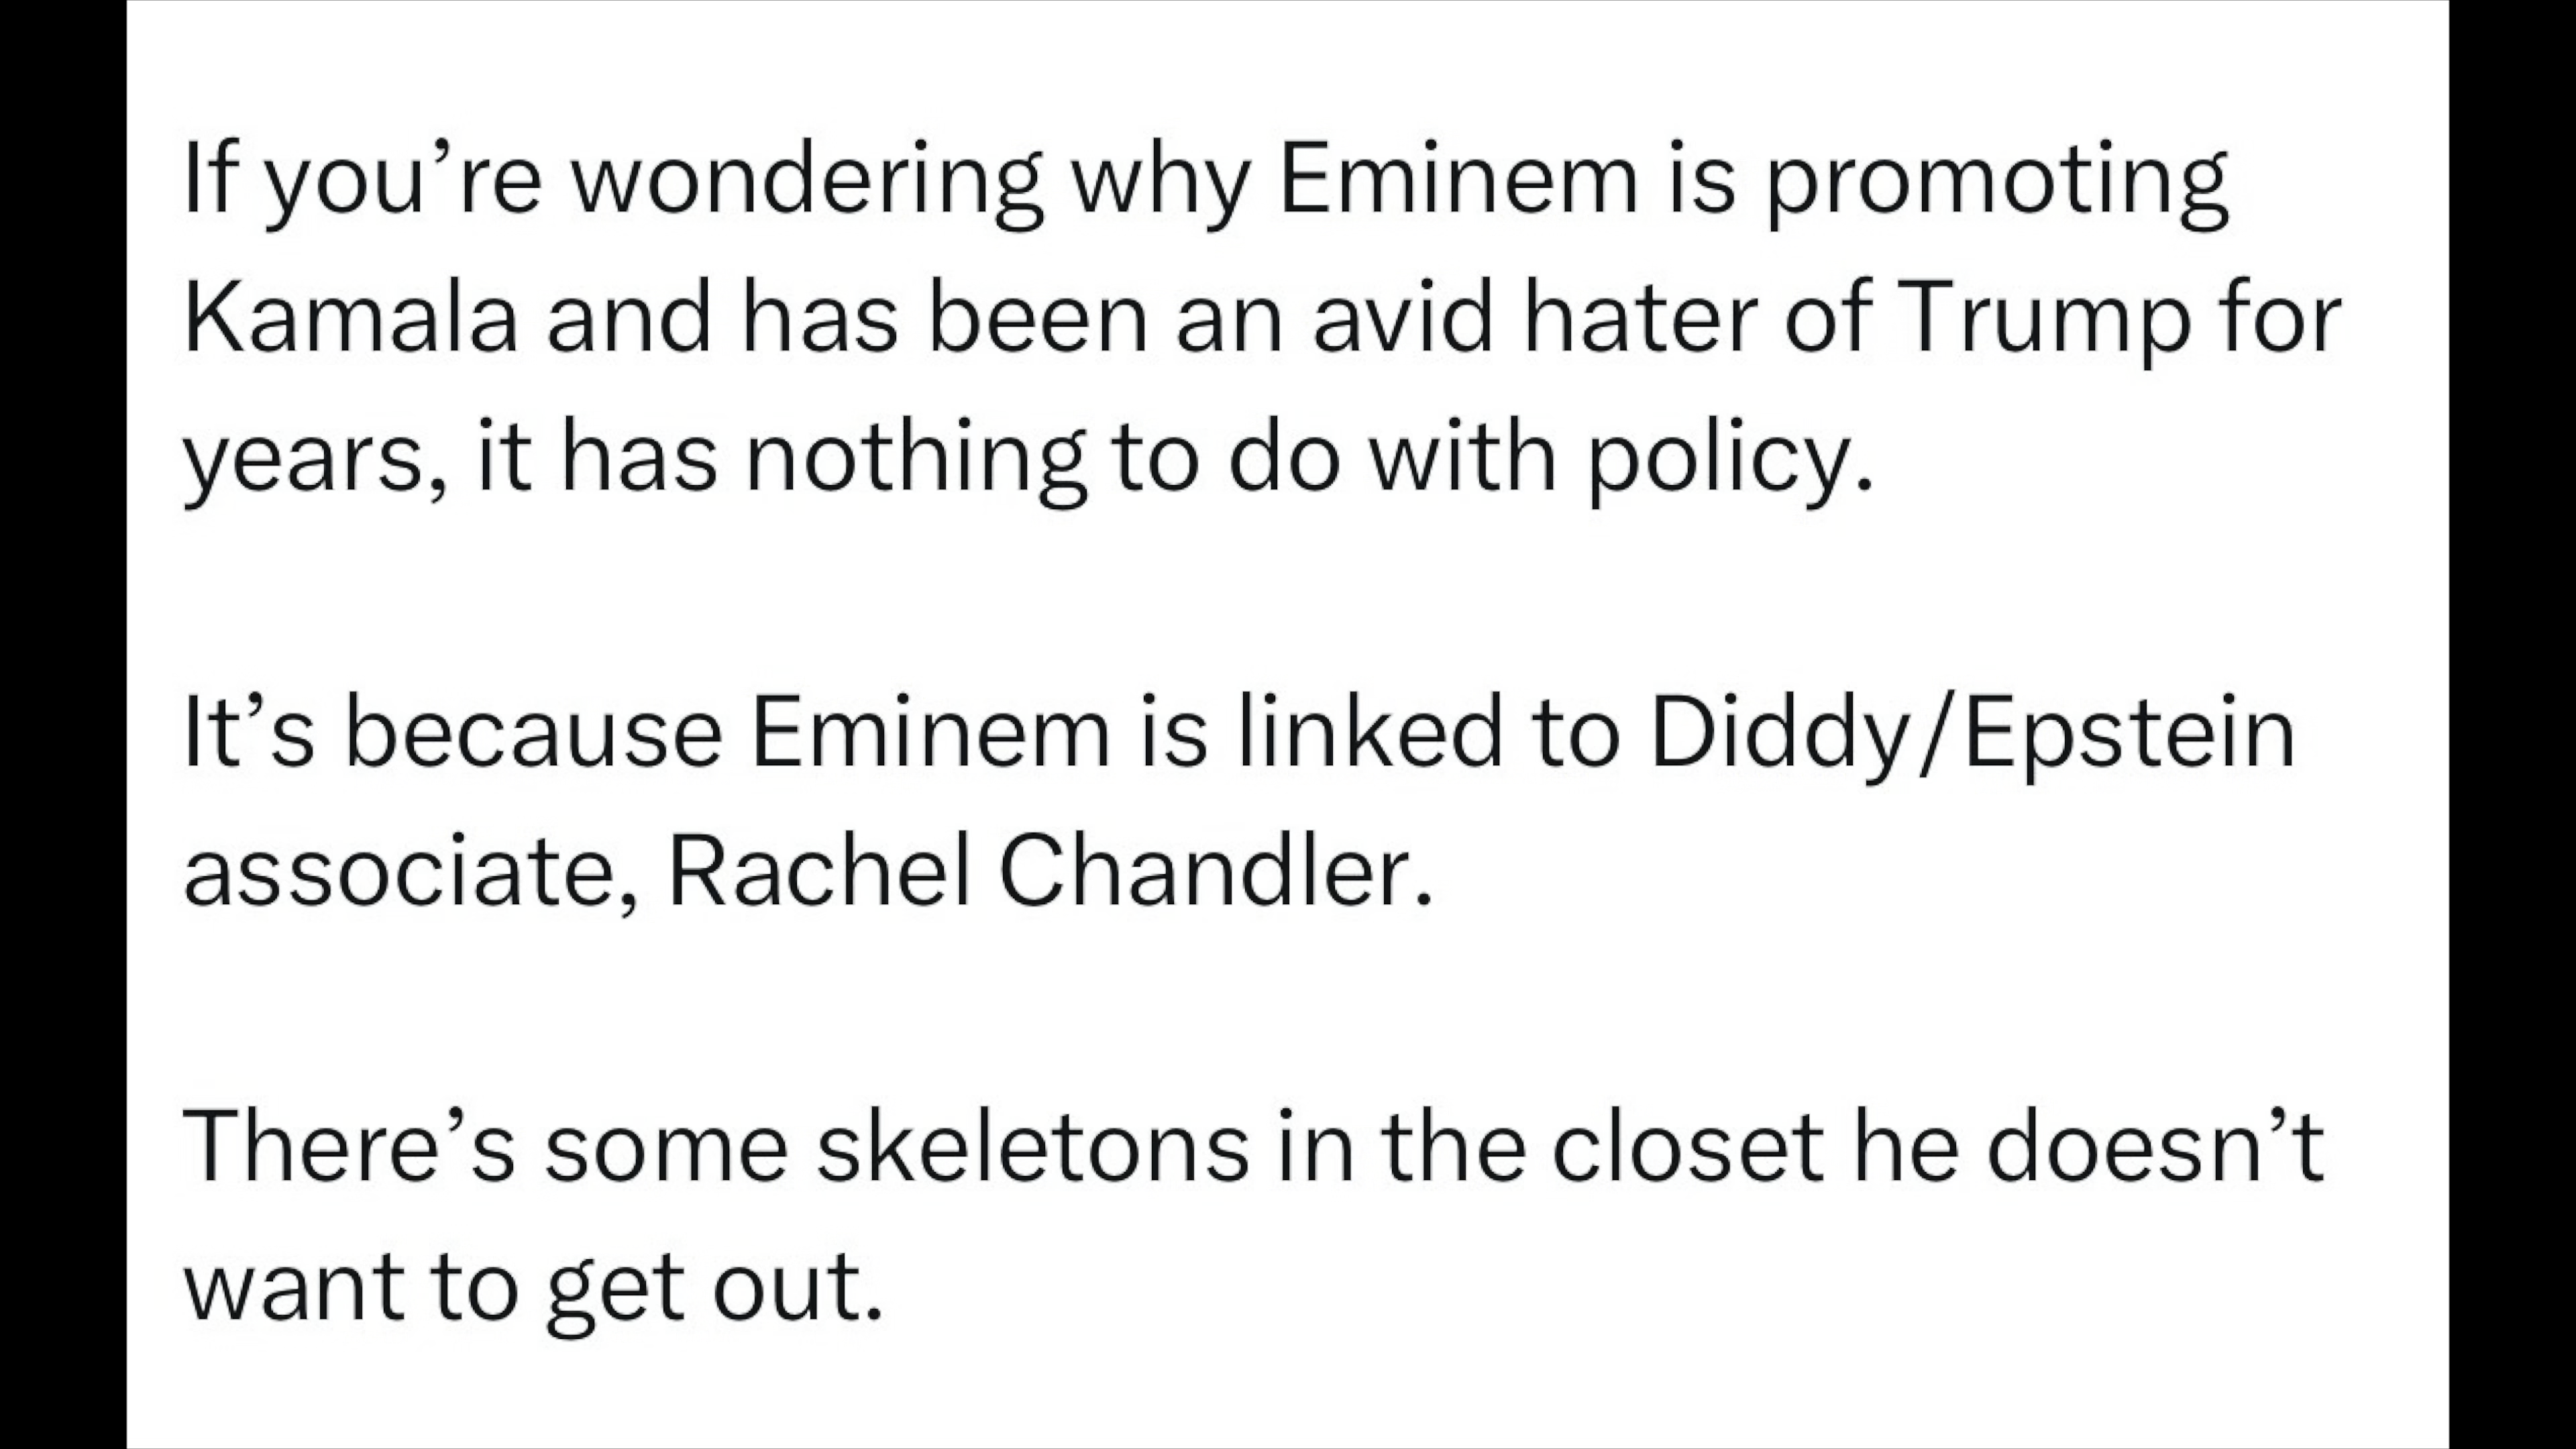 If you’re wondering why Eminem is promoting
Kamala and has been an avid hater of Trump for
years, it has nothing to do with policy.
It’s because Eminem is linked to Diddy/Epstein
associate, Rachel Chandler.
There’s some skeletons in the closet he doesn’t
want to get out.